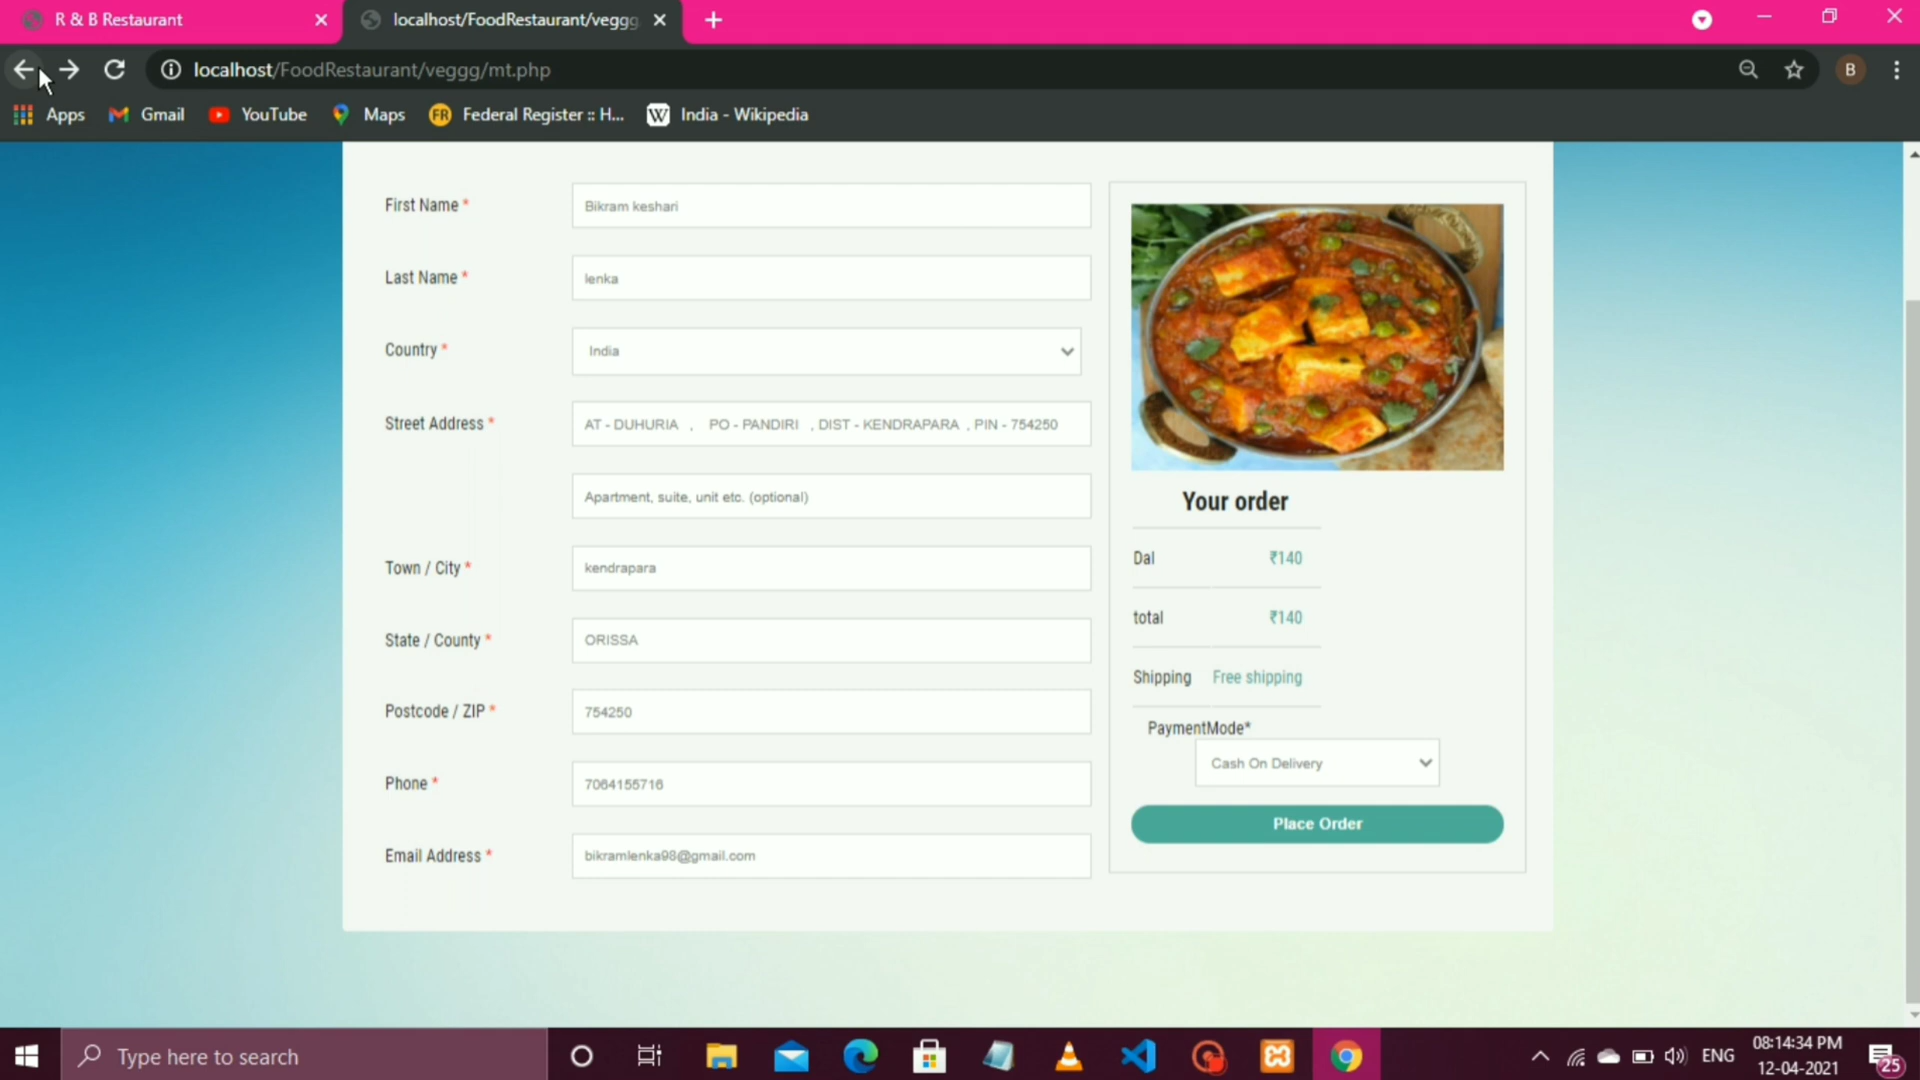 R & B Restaurant
localhost/FoodRestaurant/veggg
localhost/FoodRestaurant/veggg/mt.php
B
Apps
Gmail
YouTube
Maps
FR Federal Register :: H...
W India - Wikipedia
First Name *
Bikram keshari
Last Name *
lenka
Country *
India
Street Address *
AT - DUHURIA , PO - PANDIRI , DIST - KENDRAPARA , PIN - 754250
Apartment, suite, unit etc. (optional)
Town / City *
kendrapara
State / County *
ORISSA
Postcode / ZIP *
754250
Phone *
7064155716
Email Address *
bikramlenka98@gmail.com
Your order
Dal ₹140
total ₹140
Shipping Free shipping
PaymentMode*
Cash On Delivery
Place Order
Type here to search
ENG
08:14:34 PM
12-04-2021
25